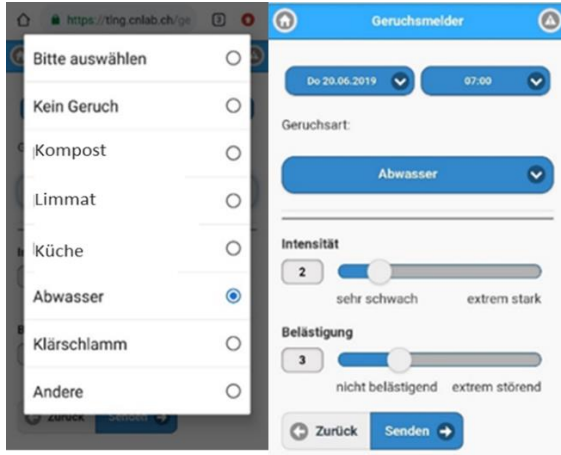 https://tlng.cnlab.ch/ge
Bitte auswählen
Kein Geruch
Kompost
Limmat
Küche
Abwasser
Klärschlamm
Andere
Zurück Senden
Geruchsmelder
Do 20.06.2019 07:00
Geruchsart:
Abwasser
Intensität
2
sehr schwach extrem stark
Belästigung
3
nicht belästigend extrem störend
Zurück Senden